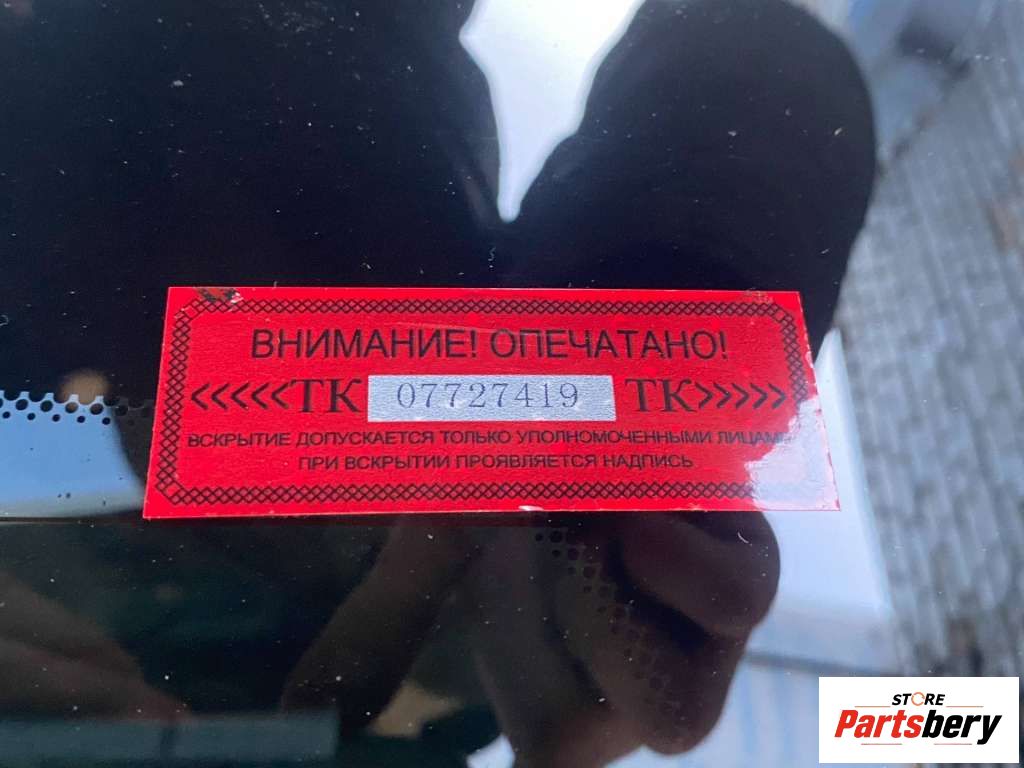 ВНИМАНИЕ! ОПЕЧАТАНО!
<<<<<ТК 07727419 ТК>>>>>
ВСКРЫТИЕ ДОПУСКАЕТСЯ ТОЛЬКО УПОЛНОМОЧЕННЫМИ ЛИЦАМИ
ПРИ ВСКРЫТИИ ПРОЯВЛЯЕТСЯ НАДПИСЬ
STORE
Partsbery